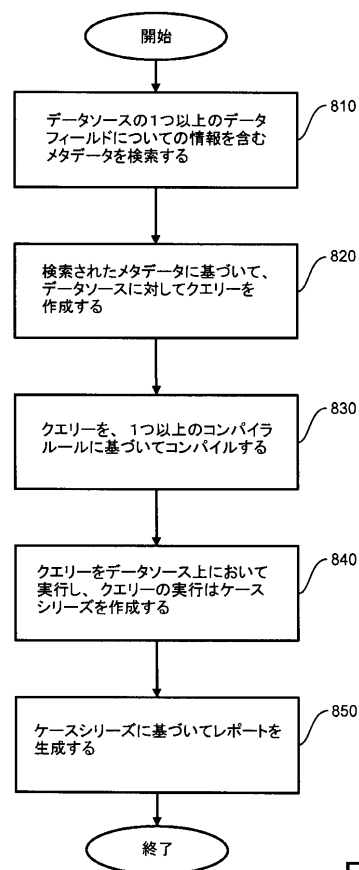 開始
データソースの1つ以上のデータ
フィールドについての情報を含む
メタデータを検索する
810
検索されたメタデータに基づいて、
データソースに対してクエリーを
作成する
820
クエリーを、1つ以上のコンパイラ
ルールに基づいてコンパイルする
830
クエリーをデータソース上において
実行し、クエリーの実行はケース
シリーズを作成する
840
ケースシリーズに基づいてレポートを
生成する
850
終了